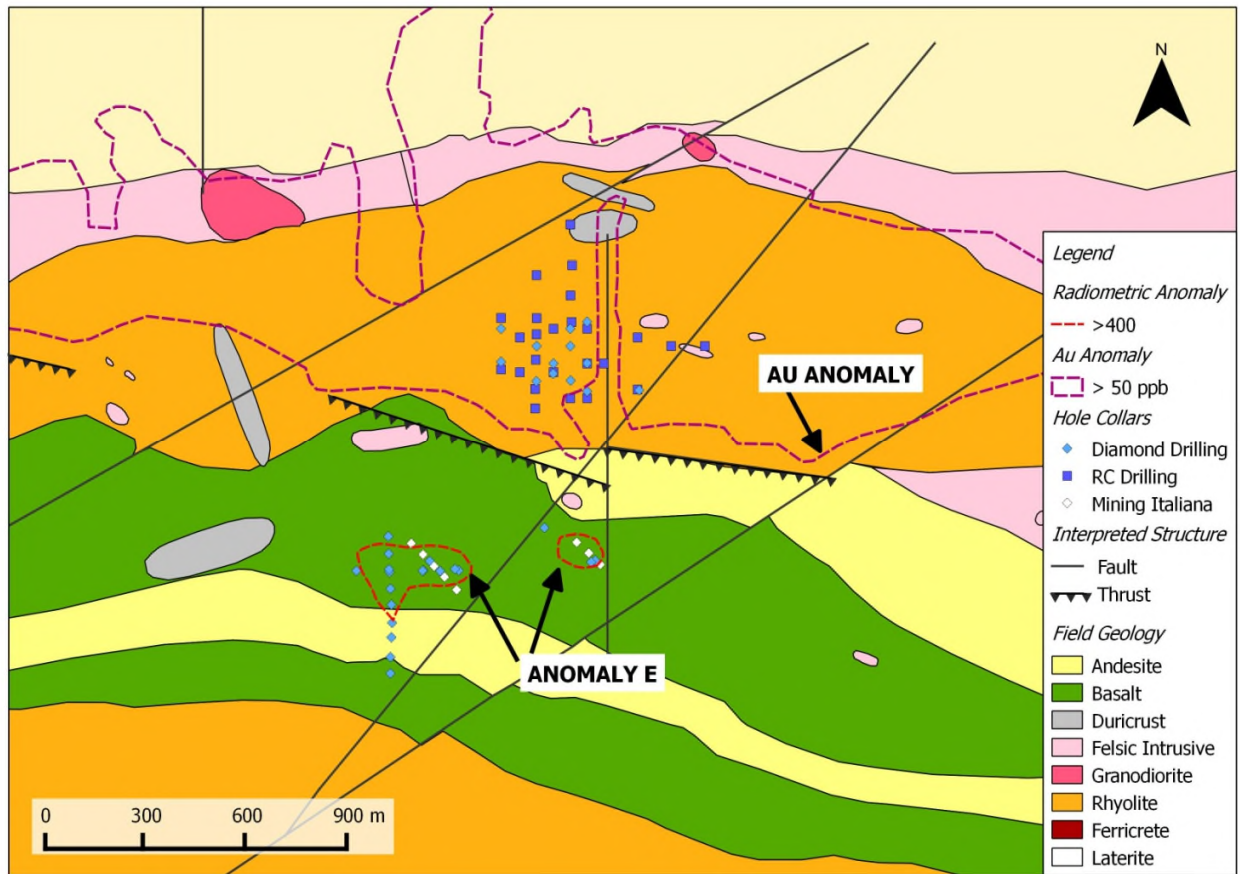 N
AU ANOMALY
ANOMALY E
0 300 600 900 m
Legend
Radiometric Anomaly
>400
Au Anomaly
> 50 ppb
Hole Collars
Diamond Drilling
RC Drilling
Mining Italiana
Interpreted Structure
Fault
Thrust
Field Geology
Andesite
Basalt
Duricrust
Felsic Intrusive
Granodiorite
Rhyolite
Ferricrete
Laterite